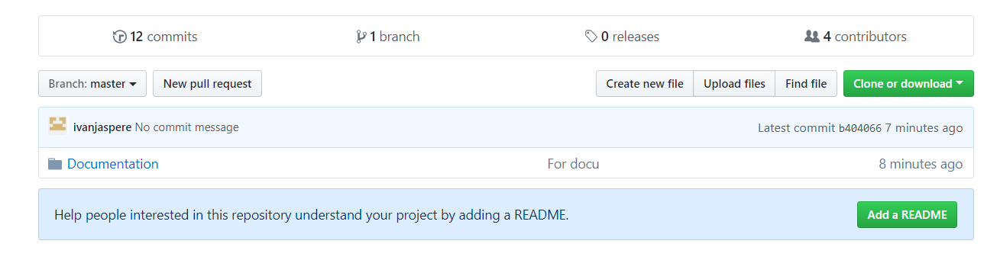 12 commits 1 branch 0 releases 4 contributors
Branch: master New pull request Create new file Upload files Find file Clone or download
ivanjaspere No commit message Latest commit b404066 7 minutes ago
Documentation For docu 8 minutes ago
Help people interested in this repository understand your project by adding a README. Add a README